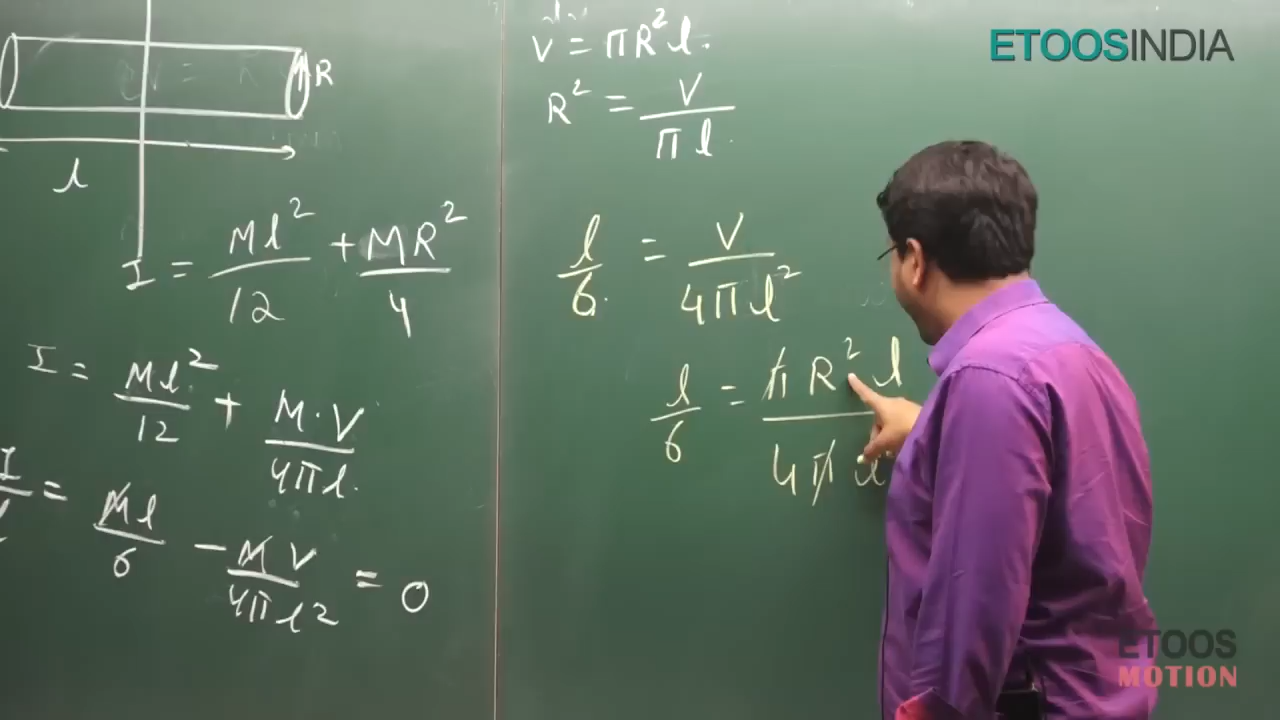 R
l
I = Ml²/12 + MR²/4
I = Ml²/12 + M·V/4πl.
I/l = Ml/6 - MV/4πl² = 0
V = πR²l.
R² = V/πl.
l/6. = V/4πl²
l/6 = πR²l/4πl
ETOOSINDIA
ETOOS
MOTION